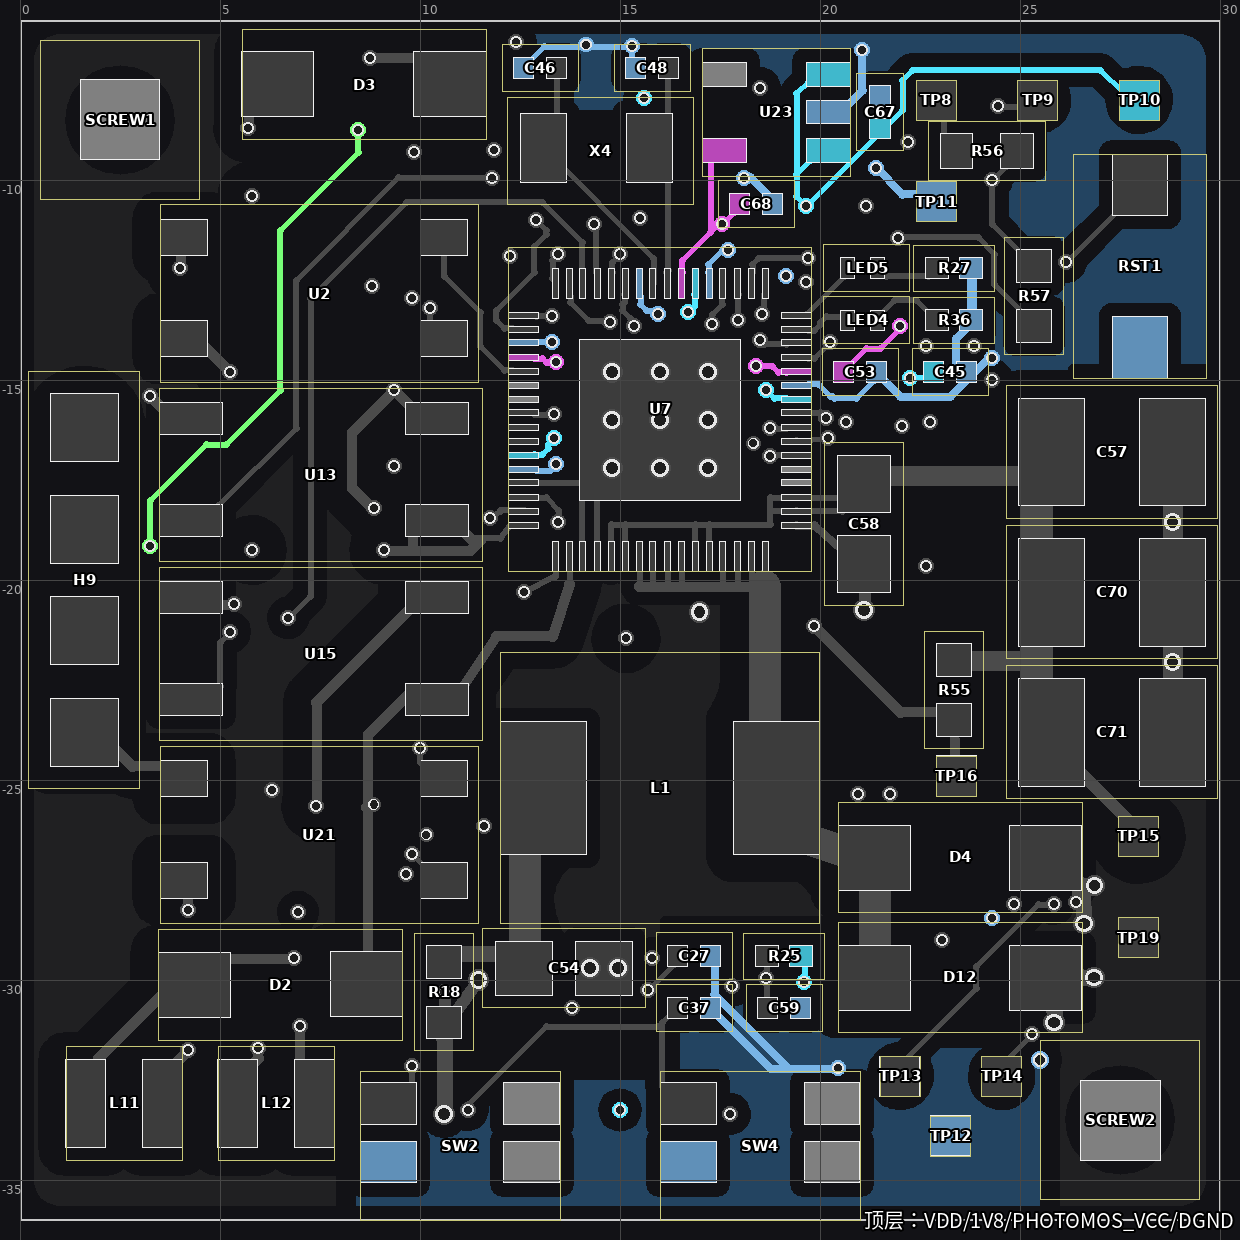 0 5 10 15 20 25 30
C46 C48
D3 U23 C67 TP8 TP9 TP10
SCREW1
X4 R56
-10
C68 TP11
LED5 R27 RST1
U2 R57
LED4 R36
C53 C45
-15
U7
C57
U13
C58
H9 -20 C70
U15
R55
C71
TP16
-25 L1
U21 TP15
D4
TP19
C27 R25
C54
D2 R18 D12
-30
C37 C59
TP13 TP14
L11 L12
SCREW2
SW2 SW4 TP12
-35
顶层：VDD/1V8/PHOTOMOS_VCC/DGND